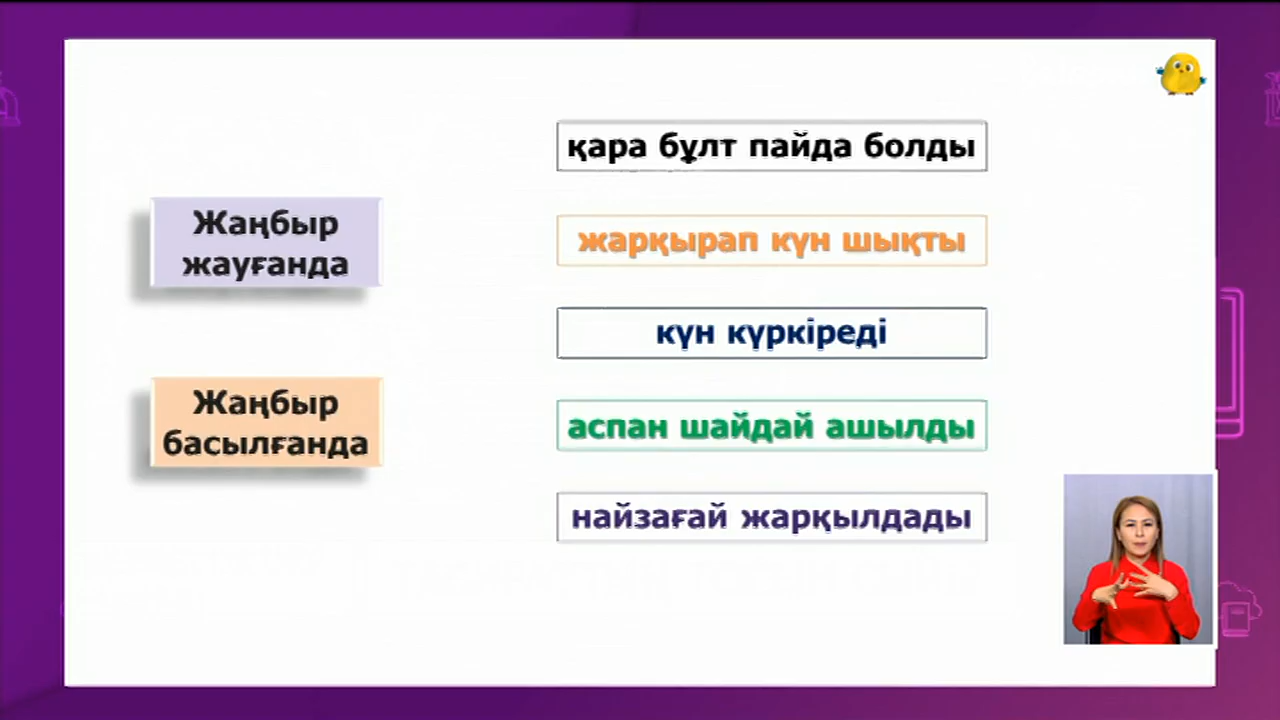 қара бұлт пайда болды
Жаңбыр
жауғанда
жарқырап күн шықты
күн күркіреді
Жаңбыр
басылғанда
аспан шайдай ашылды
найзағай жарқылдады